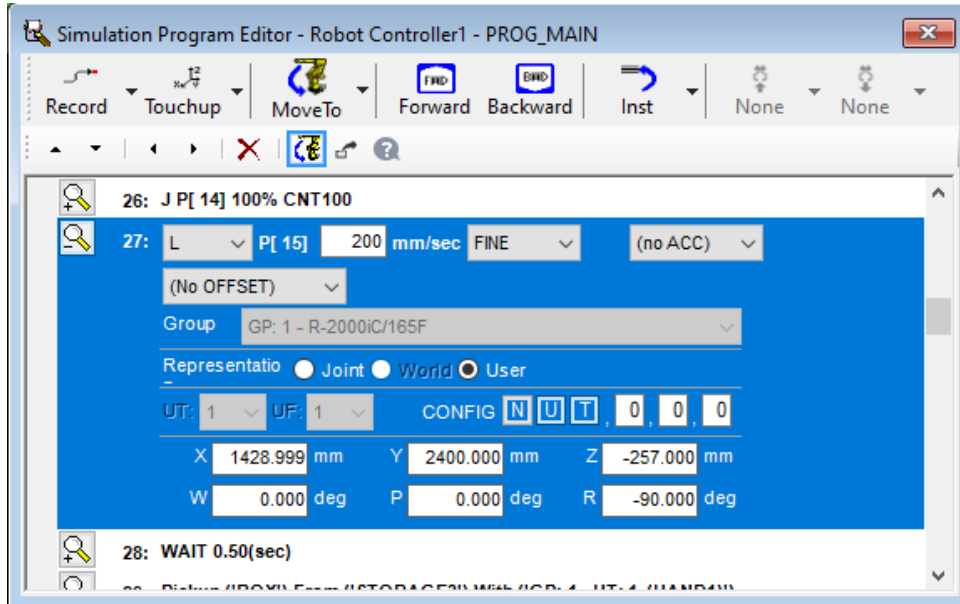 Simulation Program Editor - Robot Controller1 - PROG_MAIN
FWD BWD
Record Touchup MoveTo Forward Backward Inst None None
26: J P[ 14] 100% CNT100
27: L P[ 15] 200 mm/sec FINE (no ACC)
(No OFFSET)
Group GP: 1 - R-2000iC/165F
Representatio Joint World User
UT: 1 UF: 1 CONFIG N U T , 0 , 0 , 0
X 1428.999 mm Y 2400.000 mm Z -257.000 mm
W 0.000 deg P 0.000 deg R -90.000 deg
28: WAIT 0.50(sec)